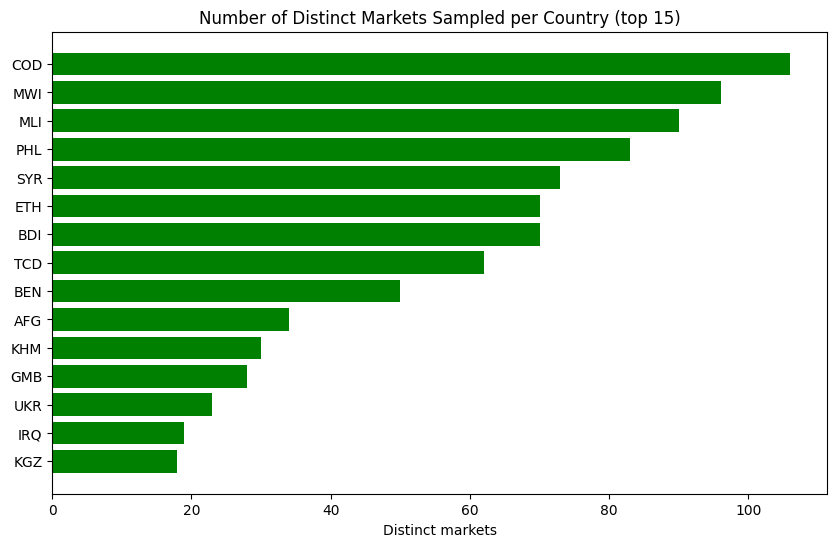 Number of Distinct Markets Sampled per Country (top 15)
COD
MWI
MLI
PHL
SYR
ETH
BDI
TCD
BEN
AFG
KHM
GMB
UKR
IRQ
KGZ
0 20 40 60 80 100
Distinct markets